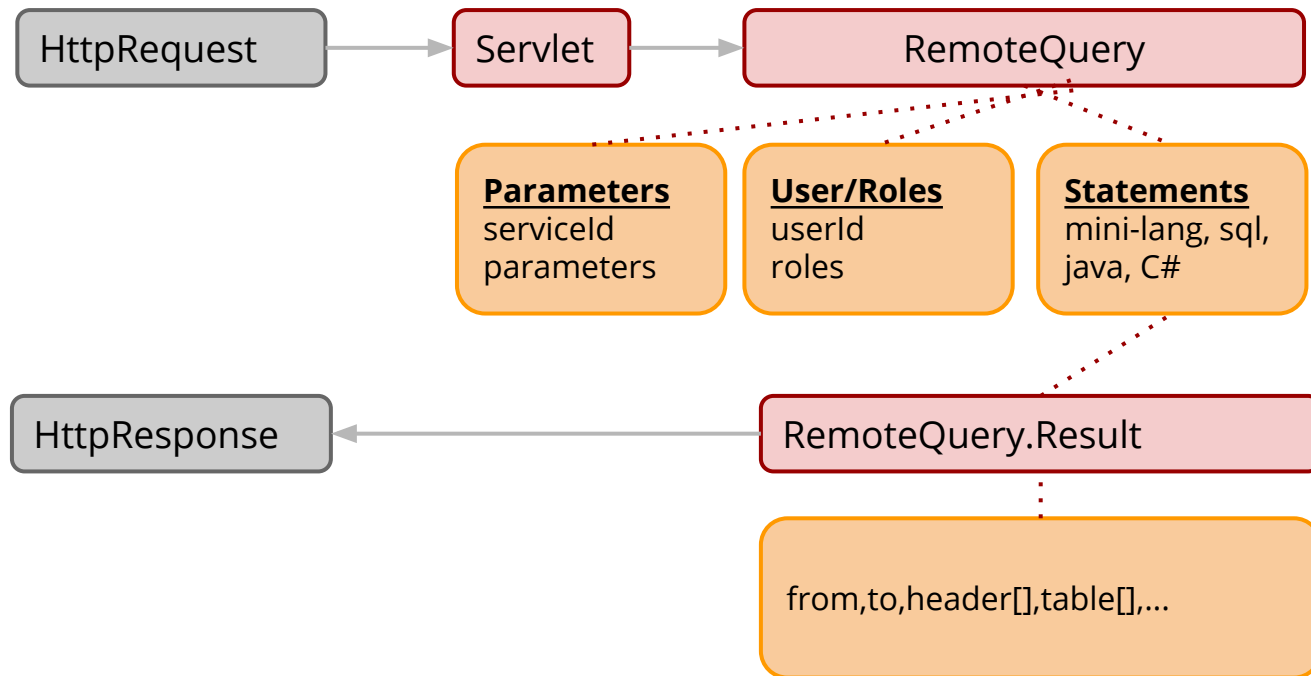 HttpRequest
Servlet
RemoteQuery
Parameters
serviceId
parameters
User/Roles
userId
roles
Statements
mini-lang, sql,
java, C#
HttpResponse
RemoteQuery.Result
from,to,header[],table[],...